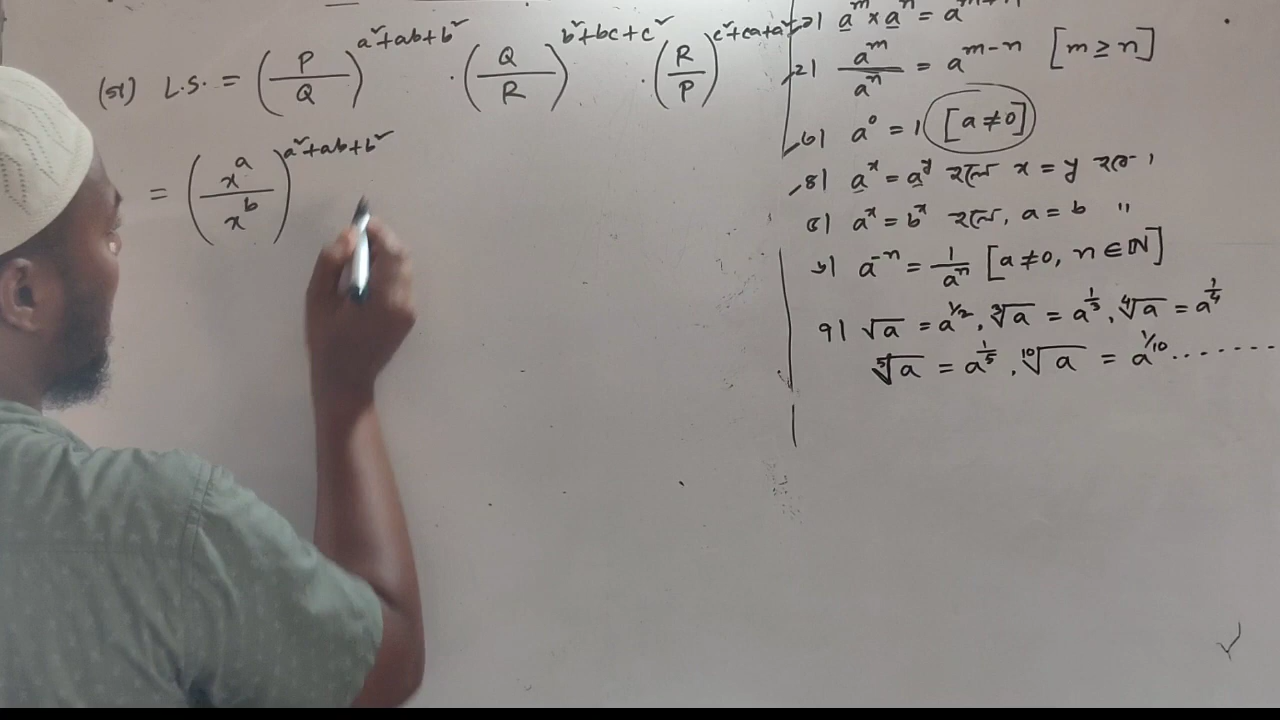 (গ) L.S. = (P/Q)^(a²+ab+b²) · (Q/R)^(b²+bc+c²) · (R/P)^(c²+ca+a²)
= (x^a/x^b)^(a²+ab+b²)
a^m × a^n = a
২। a^m/a^n = a^(m-n) [m ≥ n]
৩। a^0 = 1 [a ≠ 0]
৪। a^x = a^y হলে x = y হবে।
৫। a^x = b^x হলে, a = b "
৬। a^-n = 1/a^n [a ≠ 0, n ∈ ℕ]
৭। √a = a^1/2, ∛a = a^1/3, ∜a = a^1/4
⁵√a = a^1/5, ¹⁰√a = a^1/10 ........